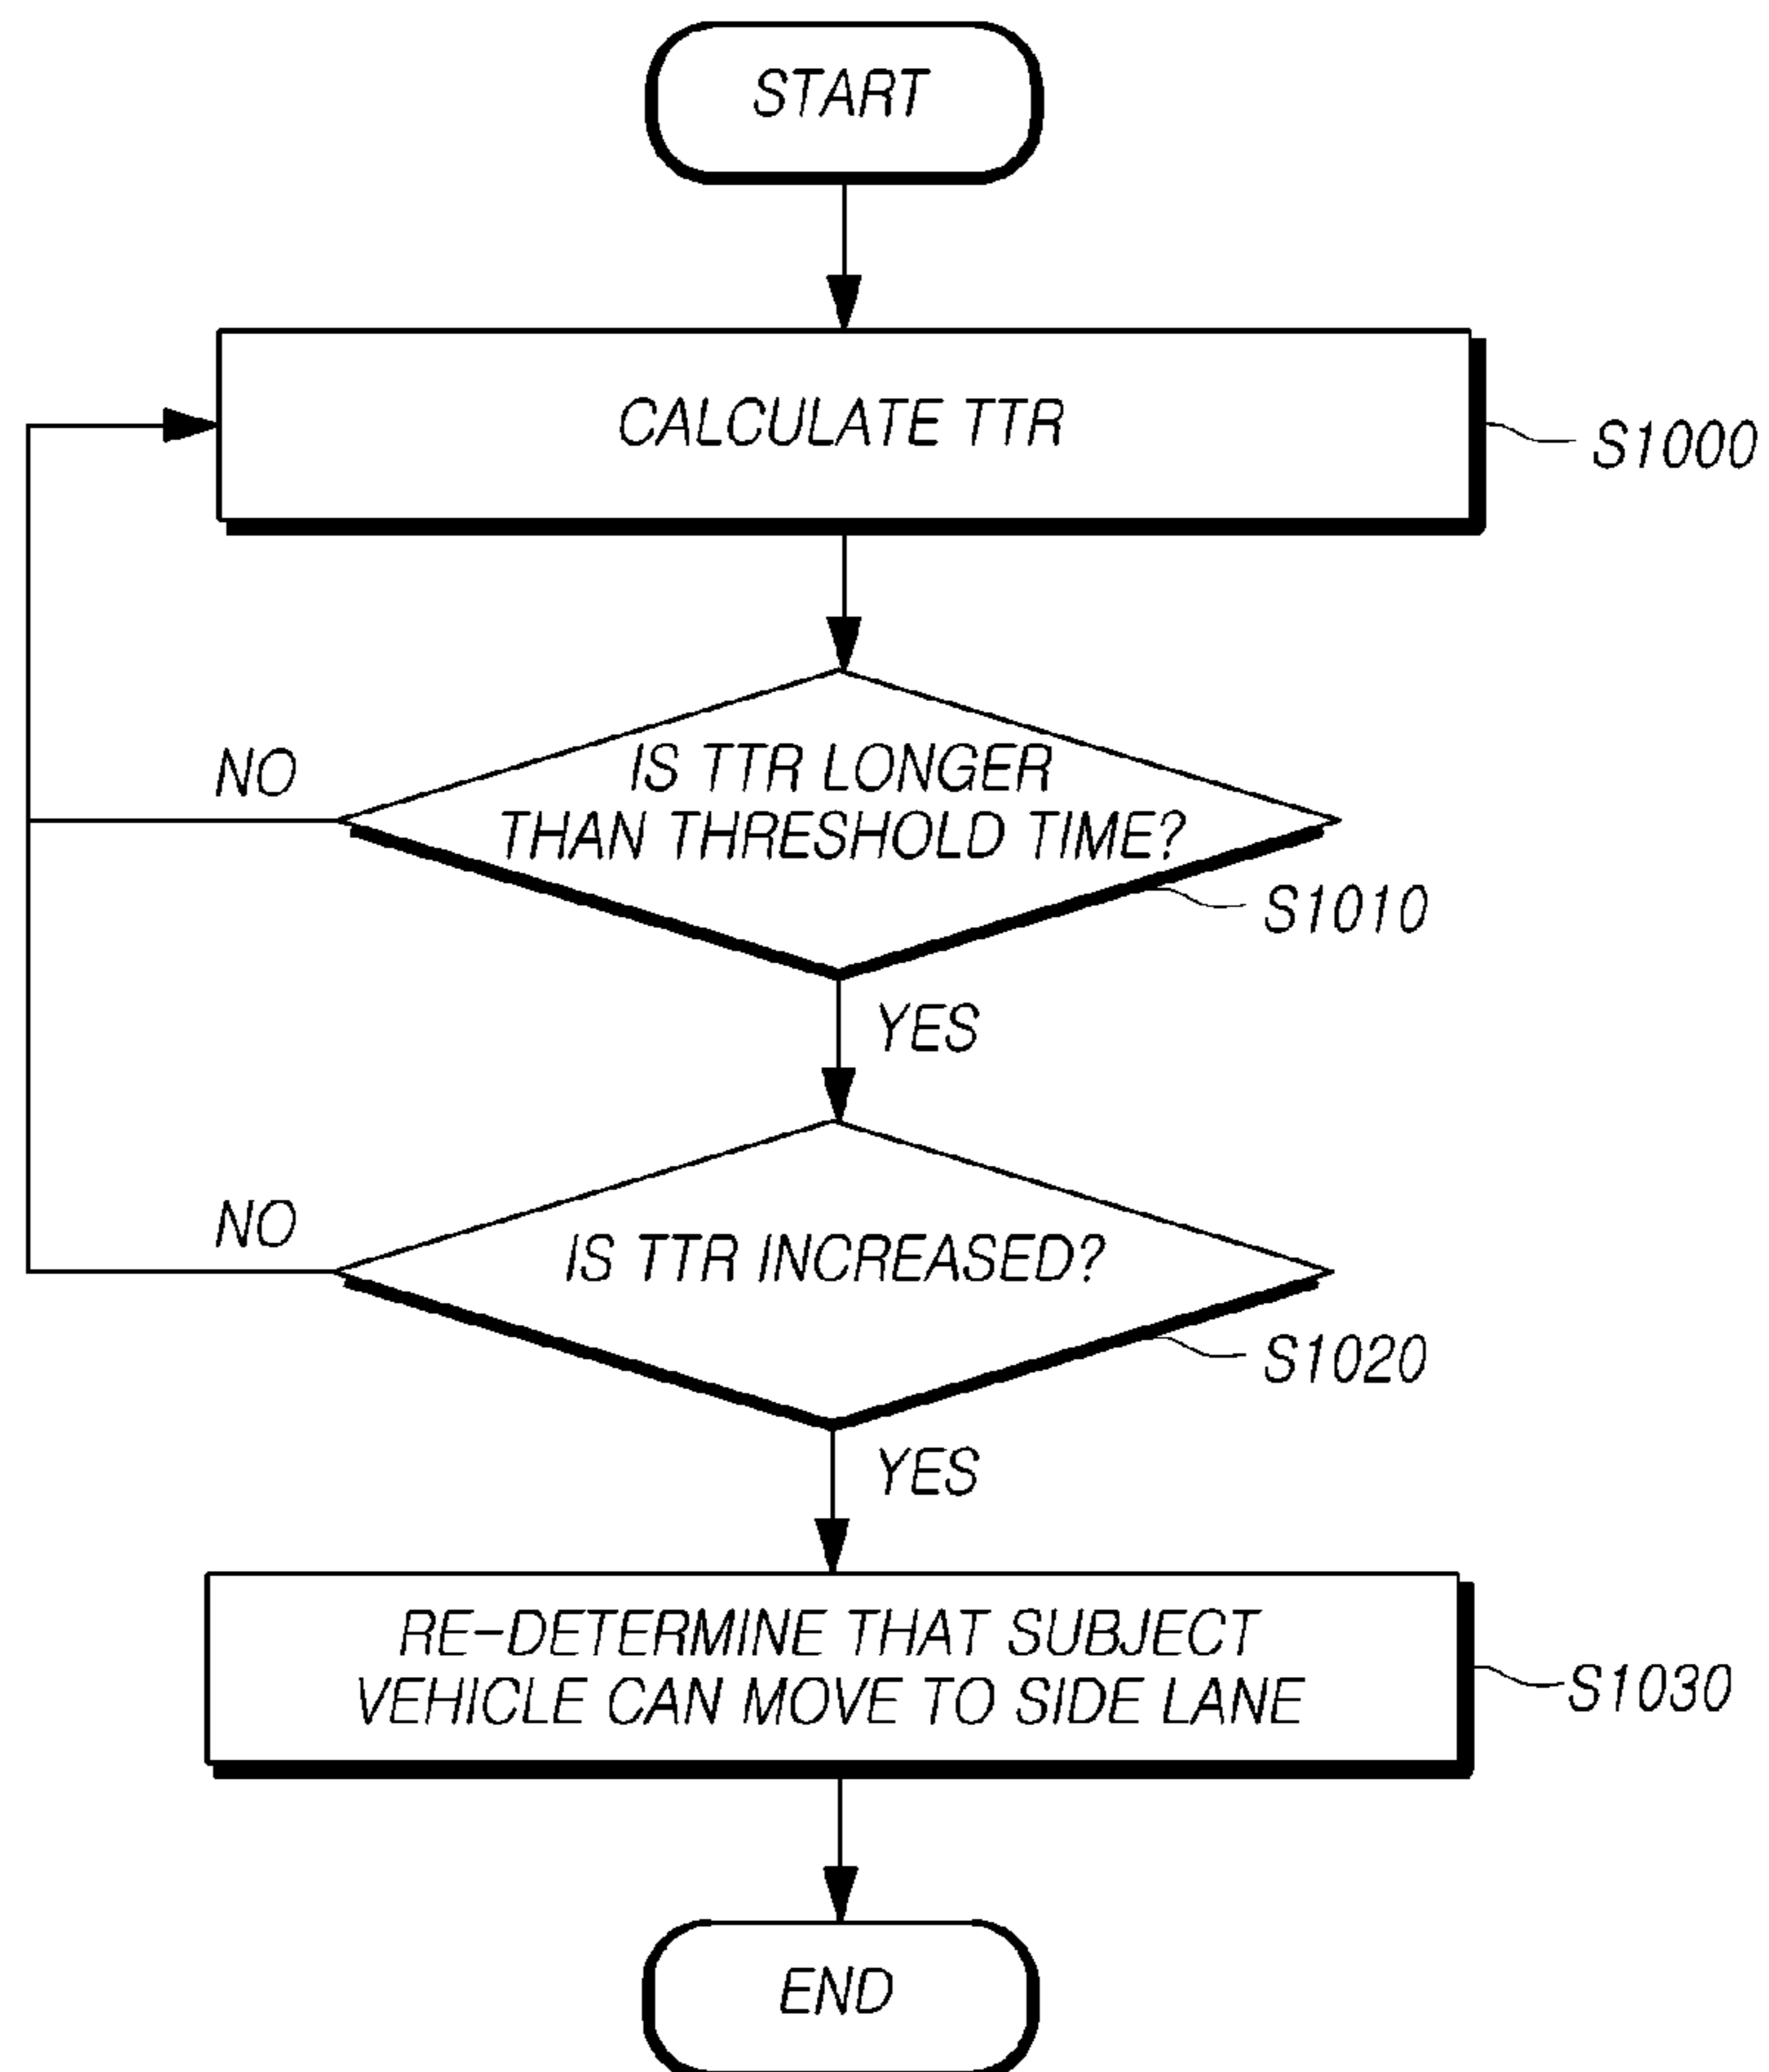 START
CALCULATE TTR
S1000
NO
IS TTR LONGER
THAN THRESHOLD TIME?
S1010
YES
NO
IS TTR INCREASED?
S1020
YES
RE-DETERMINE THAT SUBJECT
VEHICLE CAN MOVE TO SIDE LANE
S1030
END